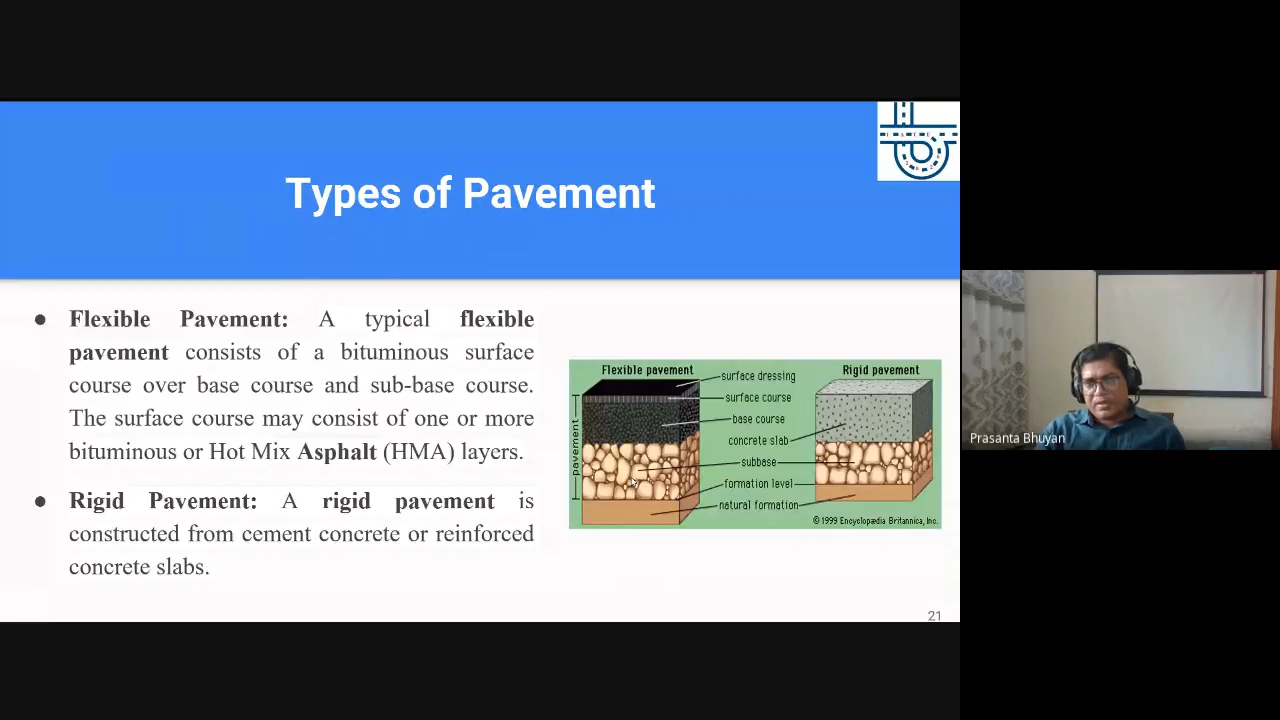 Types of Pavement
● Flexible Pavement: A typical flexible
pavement consists of a bituminous surface
course over base course and sub-base course.
The surface course may consist of one or more
bituminous or Hot Mix Asphalt (HMA) layers.
● Rigid Pavement: A rigid pavement is
constructed from cement concrete or reinforced
concrete slabs.
Flexible pavement
Rigid pavement
surface dressing
surface course
base course
concrete slab
subbase
formation level
natural formation
pavement
© 1999 Encyclopædia Britannica, Inc.
21
Prasanta Bhuyan